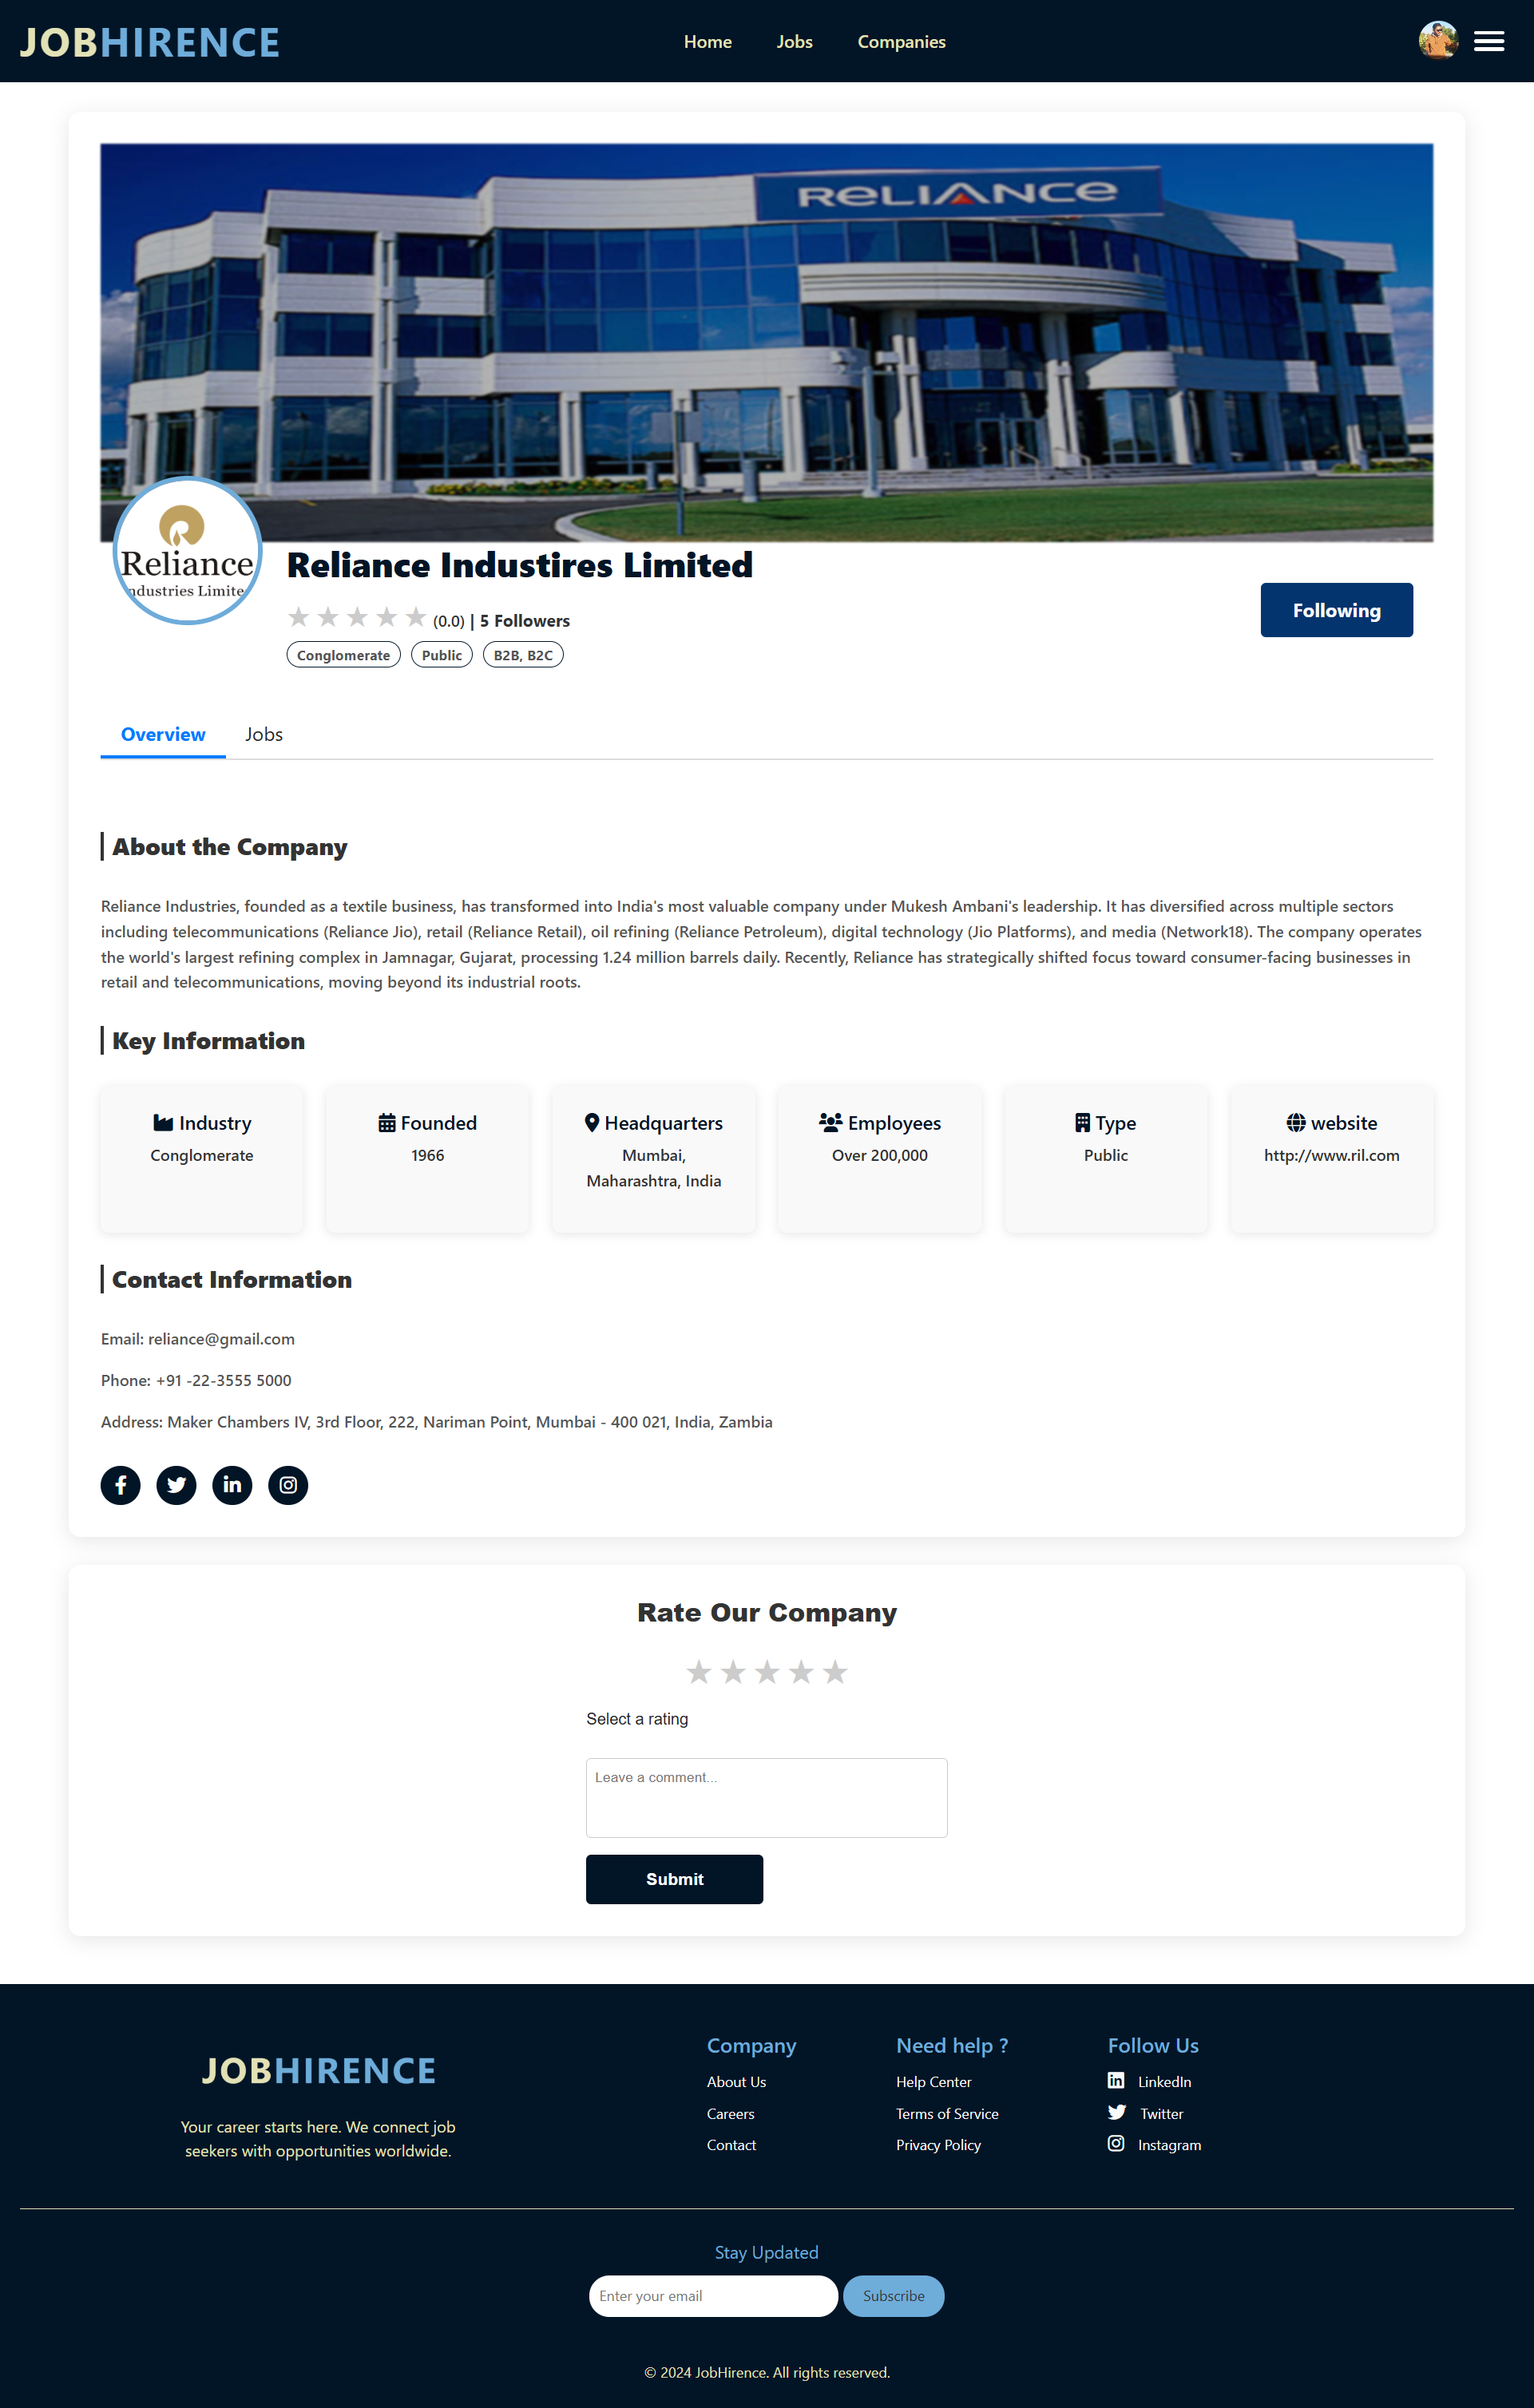 JOBHIRENCE
Home Jobs Companies
RELIANCE
Reliance
ndustries Limite
Reliance Industires Limited
★ ★ ★ ★ ★ (0.0) | 5 Followers
Following
Conglomerate Public B2B, B2C
Overview Jobs
About the Company
Reliance Industries, founded as a textile business, has transformed into India's most valuable company under Mukesh Ambani's leadership. It has diversified across multiple sectors
including telecommunications (Reliance Jio), retail (Reliance Retail), oil refining (Reliance Petroleum), digital technology (Jio Platforms), and media (Network18). The company operates
the world's largest refining complex in Jamnagar, Gujarat, processing 1.24 million barrels daily. Recently, Reliance has strategically shifted focus toward consumer-facing businesses in
retail and telecommunications, moving beyond its industrial roots.
Key Information
Industry
Conglomerate
Founded
1966
Headquarters
Mumbai,
Maharashtra, India
Employees
Over 200,000
Type
Public
website
http://www.ril.com
Contact Information
Email: reliance@gmail.com
Phone: +91 -22-3555 5000
Address: Maker Chambers IV, 3rd Floor, 222, Nariman Point, Mumbai - 400 021, India, Zambia
Rate Our Company
★ ★ ★ ★ ★
Select a rating
Leave a comment...
Submit
JOBHIRENCE
Your career starts here. We connect job
seekers with opportunities worldwide.
Company
About Us
Careers
Contact
Need help ?
Help Center
Terms of Service
Privacy Policy
Follow Us
LinkedIn
Twitter
Instagram
Stay Updated
Enter your email Subscribe
© 2024 JobHirence. All rights reserved.